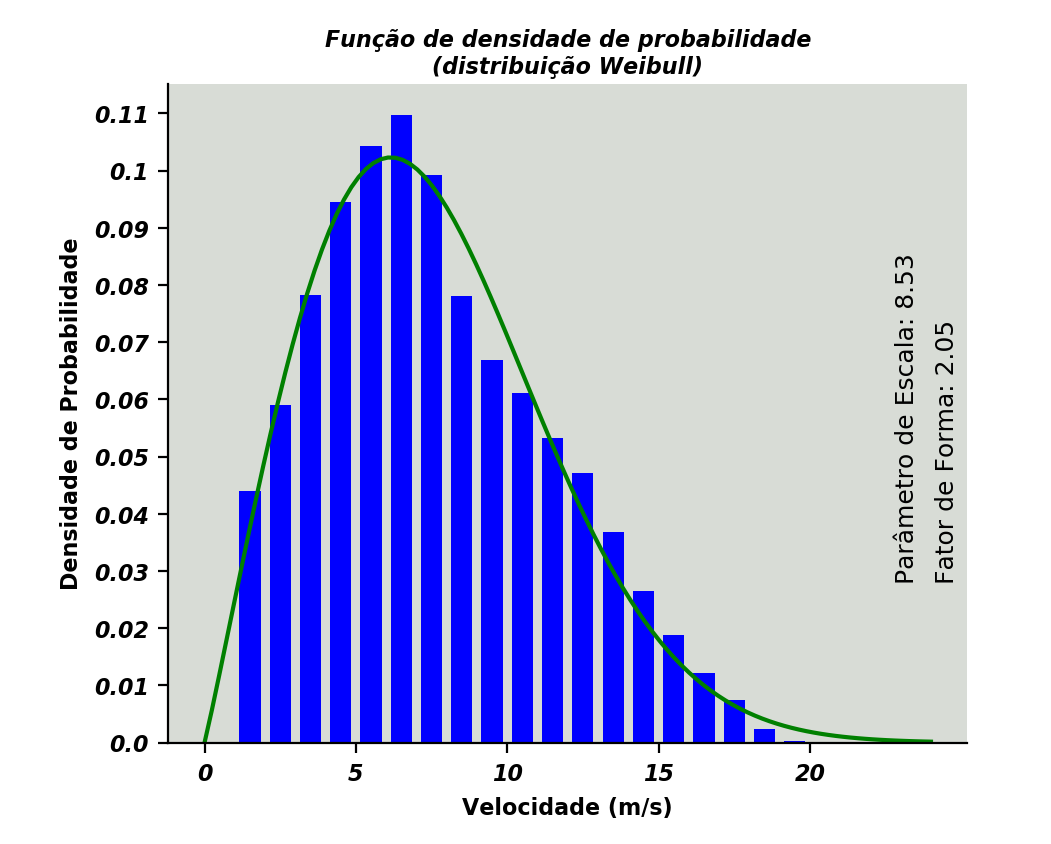 Função de densidade de probabilidade
(distribuição Weibull)
Densidade de Probabilidade
0.11
0.1
0.09
0.08
0.07
0.06
0.05
0.04
0.03
0.02
0.01
0.0
0 5 10 15 20
Velocidade (m/s)
Parâmetro de Escala: 8.53
Fator de Forma: 2.05